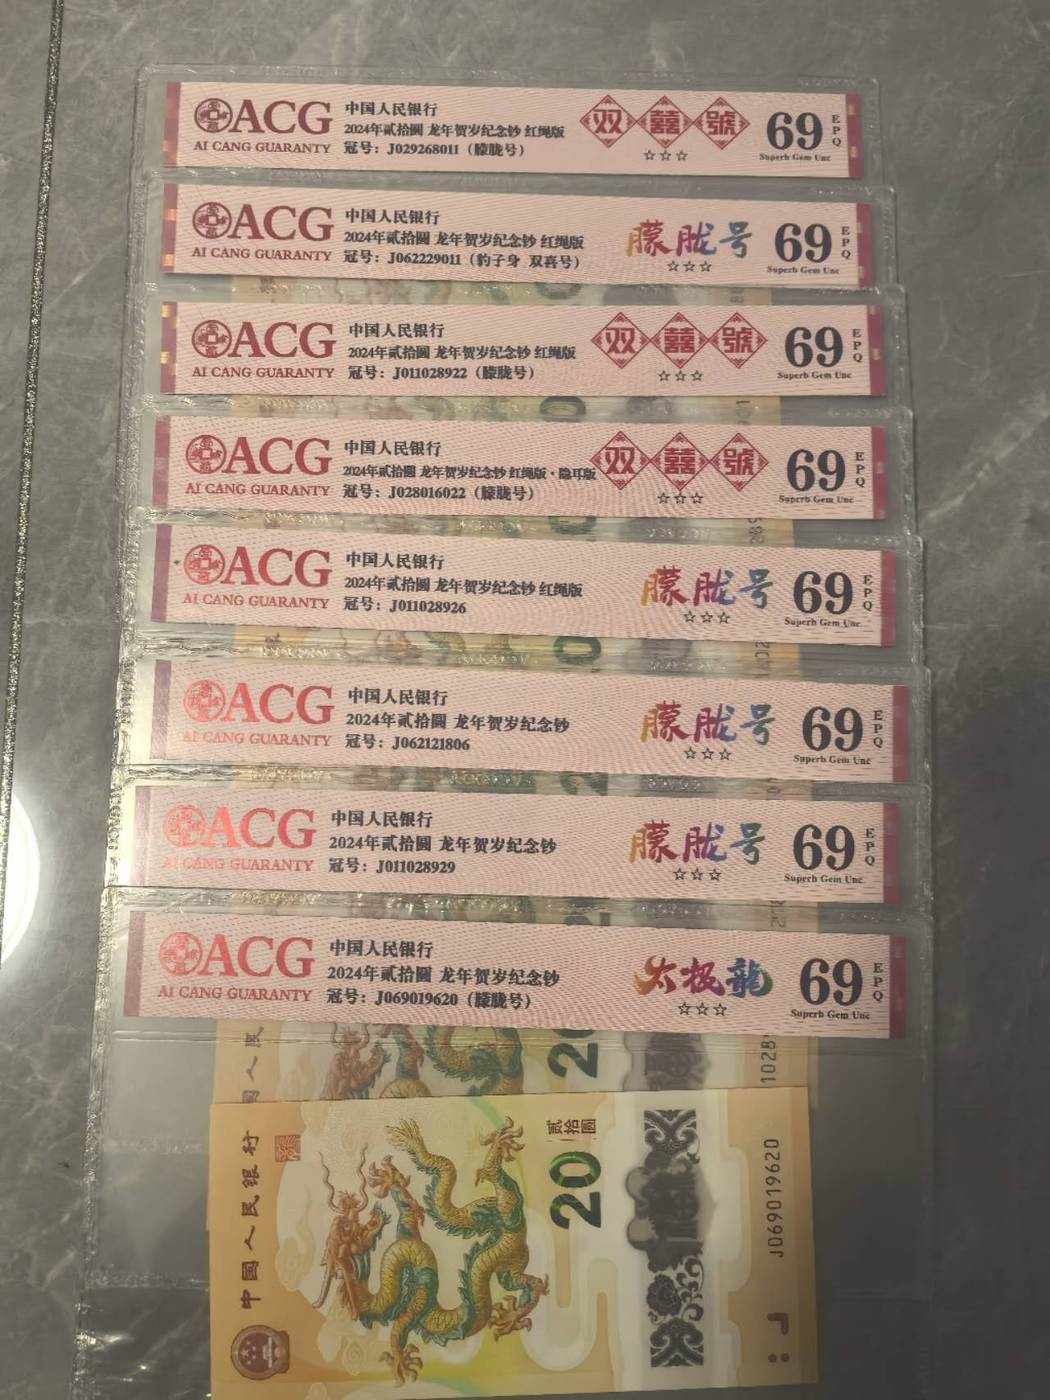 ACG
AI CANG GUARANTY
中国人民银行
2024年贰拾圆 龙年贺岁纪念钞 红绳版
冠号：J029268011（朦胧号）
双囍號
☆☆☆
69
EPQ
Superb Gem Unc
ACG
AI CANG GUARANTY
中国人民银行
2024年贰拾圆 龙年贺岁纪念钞 红绳版
冠号：J062229011（豹子身 双喜号）
朦胧号
☆☆☆
69
EPQ
Superb Gem Unc
ACG
AI CANG GUARANTY
中国人民银行
2024年贰拾圆 龙年贺岁纪念钞 红绳版
冠号：J011028922（朦胧号）
双囍號
☆☆☆
69
EPQ
Superb Gem Unc
ACG
AI CANG GUARANTY
中国人民银行
2024年贰拾圆 龙年贺岁纪念钞 红绳版·隐耳版
冠号：J028016022（朦胧号）
双囍號
☆☆☆
69
EPQ
Superb Gem Unc
ACG
AI CANG GUARANTY
中国人民银行
2024年贰拾圆 龙年贺岁纪念钞 红绳版
冠号：J011028926
朦胧号
☆☆☆
69
EPQ
Superb Gem Unc
ACG
AI CANG GUARANTY
中国人民银行
2024年贰拾圆 龙年贺岁纪念钞
冠号：J062121806
朦胧号
☆☆☆
69
EPQ
Superb Gem Unc
ACG
AI CANG GUARANTY
中国人民银行
2024年贰拾圆 龙年贺岁纪念钞
冠号：J011028929
朦胧号
☆☆☆
69
EPQ
Superb Gem Unc
ACG
AI CANG GUARANTY
中国人民银行
2024年贰拾圆 龙年贺岁纪念钞
冠号：J069019620（朦胧号）
太极龍
☆☆☆
69
EPQ
Superb Gem Unc
中国人民银行
贰拾圆
20
J069019620